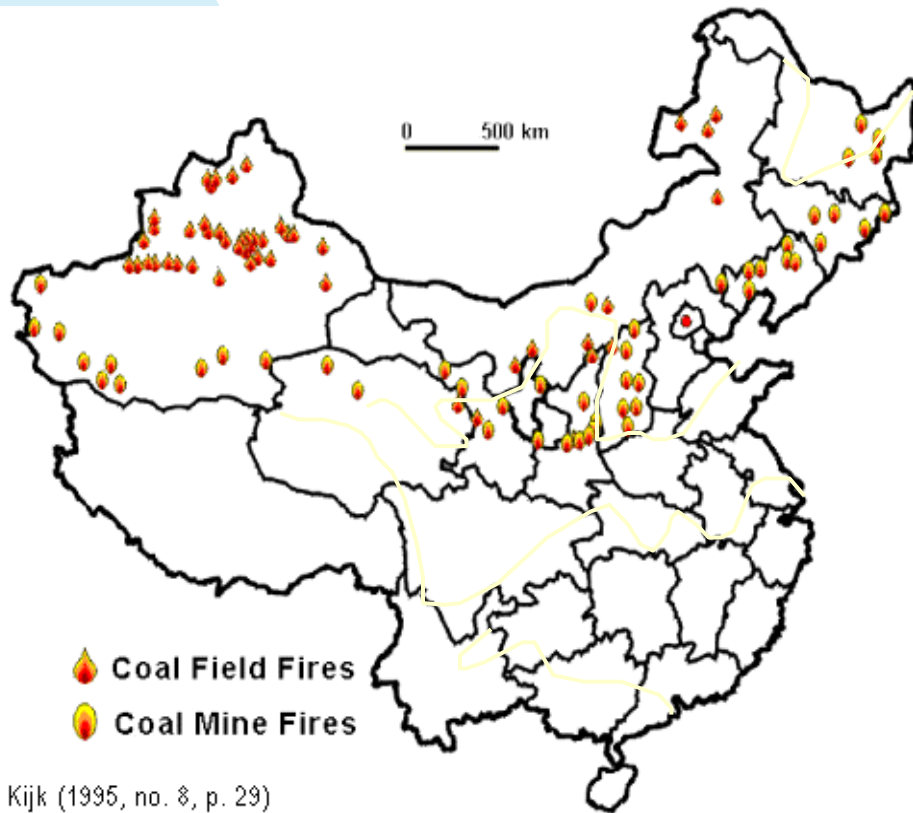 0 500 km
Coal Field Fires
Coal Mine Fires
Kijk (1995, no. 8, p. 29)